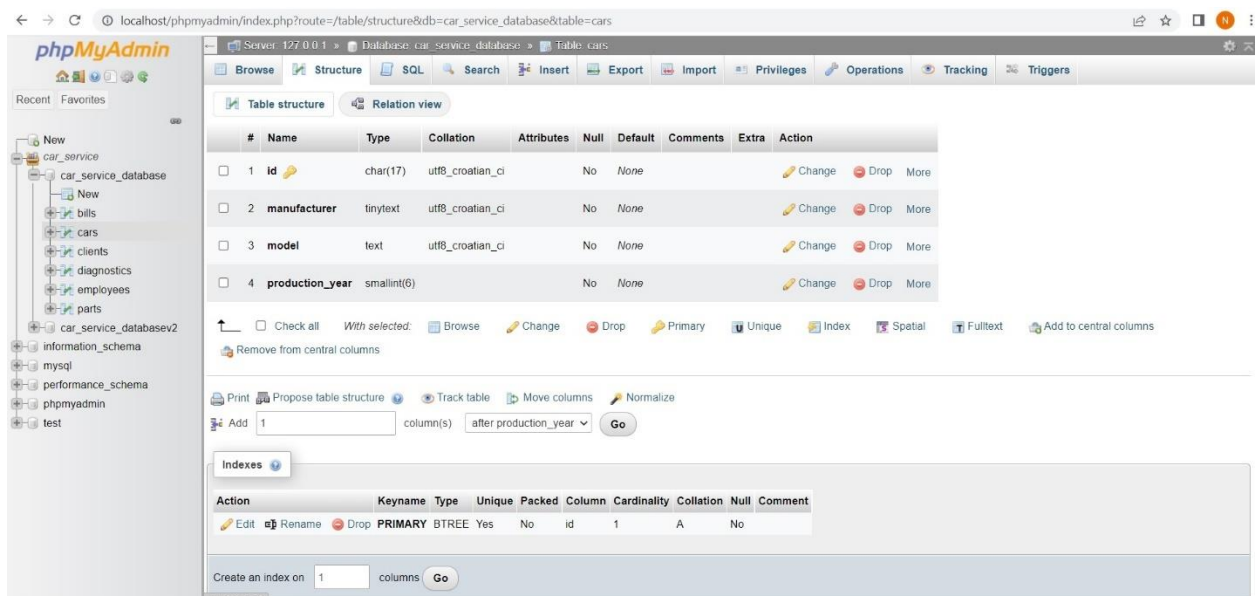 localhost/phpmyadmin/index.php?route=/table/structure&db=car_service_database&table=cars
N
phpMyAdmin
Recent Favorites
New
car_service
car_service_database
New
bills
cars
clients
diagnostics
employees
parts
car_service_databasev2
information_schema
mysql
performance_schema
phpmyadmin
test
Server: 127.0.0.1 » Database: car_service_database » Table: cars
Browse Structure SQL Search Insert Export Import Privileges Operations Tracking Triggers
Table structure Relation view
# Name Type Collation Attributes Null Default Comments Extra Action
1 id char(17) utf8_croatian_ci No None Change Drop More
2 manufacturer tinytext utf8_croatian_ci No None Change Drop More
3 model text utf8_croatian_ci No None Change Drop More
4 production_year smallint(6) No None Change Drop More
Check all With selected: Browse Change Drop Primary Unique Index Spatial Fulltext Add to central columns
Remove from central columns
Print Propose table structure Track table Move columns Normalize
Add 1 column(s) after production_year Go
Indexes
Action Keyname Type Unique Packed Column Cardinality Collation Null Comment
Edit Rename Drop PRIMARY BTREE Yes No id 1 A No
Create an index on 1 columns Go